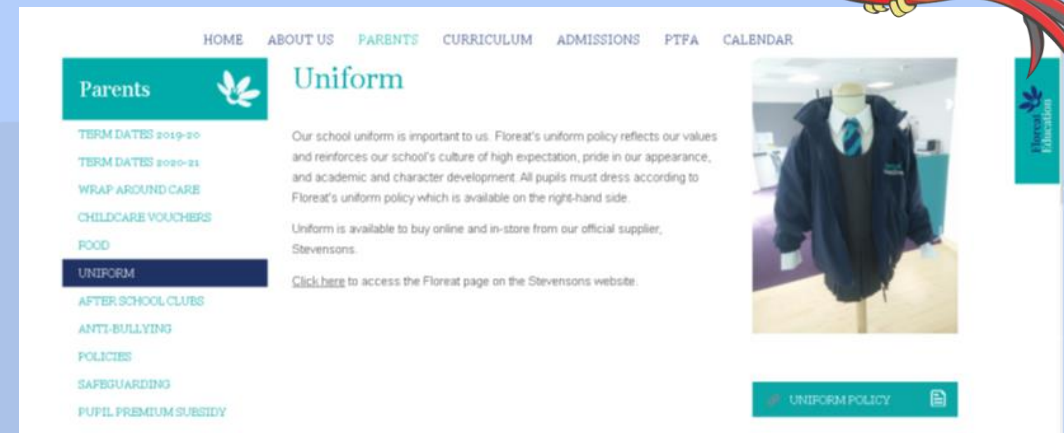 HOME ABOUT US PARENTS CURRICULUM ADMISSIONS PTFA CALENDAR
Parents
TERM DATES 2019-20
TERM DATES 2020-21
WRAP AROUND CARE
CHILDCARE VOUCHERS
FOOD
UNIFORM
AFTER SCHOOL CLUBS
ANTI-BULLYING
POLICIES
SAFEGUARDING
PUPIL PREMIUM SUBSIDY
Uniform
Our school uniform is important to us. Floreat's uniform policy reflects our values
and reinforces our school's culture of high expectation, pride in our appearance,
and academic and character development. All pupils must dress according to
Floreat's uniform policy which is available on the right-hand side.
Uniform is available to buy online and in-store from our official supplier,
Stevensons.
Click here to access the Floreat page on the Stevensons website.
UNIFORM POLICY
Floreat
Education